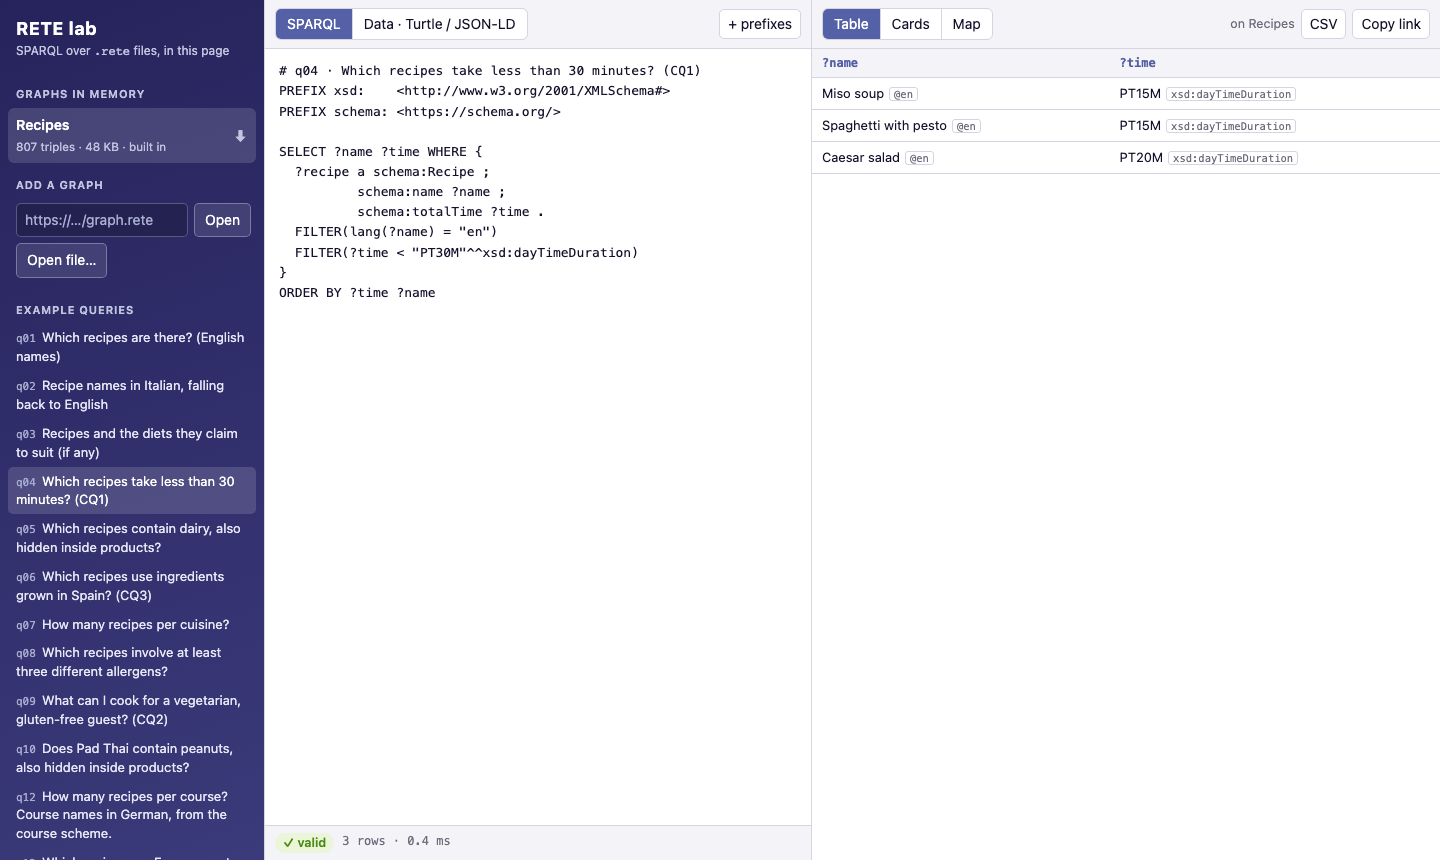 RETE lab
SPARQL over .rete files, in this page
GRAPHS IN MEMORY
Recipes
807 triples · 48 KB · built in
ADD A GRAPH
https://.../graph.rete
Open
Open file...
EXAMPLE QUERIES
q01 Which recipes are there? (English
names)
q02 Recipe names in Italian, falling
back to English
q03 Recipes and the diets they claim
to suit (if any)
q04 Which recipes take less than 30
minutes? (CQ1)
q05 Which recipes contain dairy, also
hidden inside products?
q06 Which recipes use ingredients
grown in Spain? (CQ3)
q07 How many recipes per cuisine?
q08 Which recipes involve at least
three different allergens?
q09 What can I cook for a vegetarian,
gluten-free guest? (CQ2)
q10 Does Pad Thai contain peanuts,
also hidden inside products?
q12 How many recipes per course?
Course names in German, from the
course scheme.
SPARQL
Data · Turtle / JSON-LD
+ prefixes
# q04 · Which recipes take less than 30 minutes? (CQ1)
PREFIX xsd:    <http://www.w3.org/2001/XMLSchema#>
PREFIX schema: <https://schema.org/>
SELECT ?name ?time WHERE {
  ?recipe a schema:Recipe ;
          schema:name ?name ;
          schema:totalTime ?time .
  FILTER(lang(?name) = "en")
  FILTER(?time < "PT30M"^^xsd:dayTimeDuration)
}
ORDER BY ?time ?name
✓ valid
3 rows · 0.4 ms
Table
Cards
Map
on Recipes
CSV
Copy link
?name ?time
Miso soup @en PT15M xsd:dayTimeDuration
Spaghetti with pesto @en PT15M xsd:dayTimeDuration
Caesar salad @en PT20M xsd:dayTimeDuration